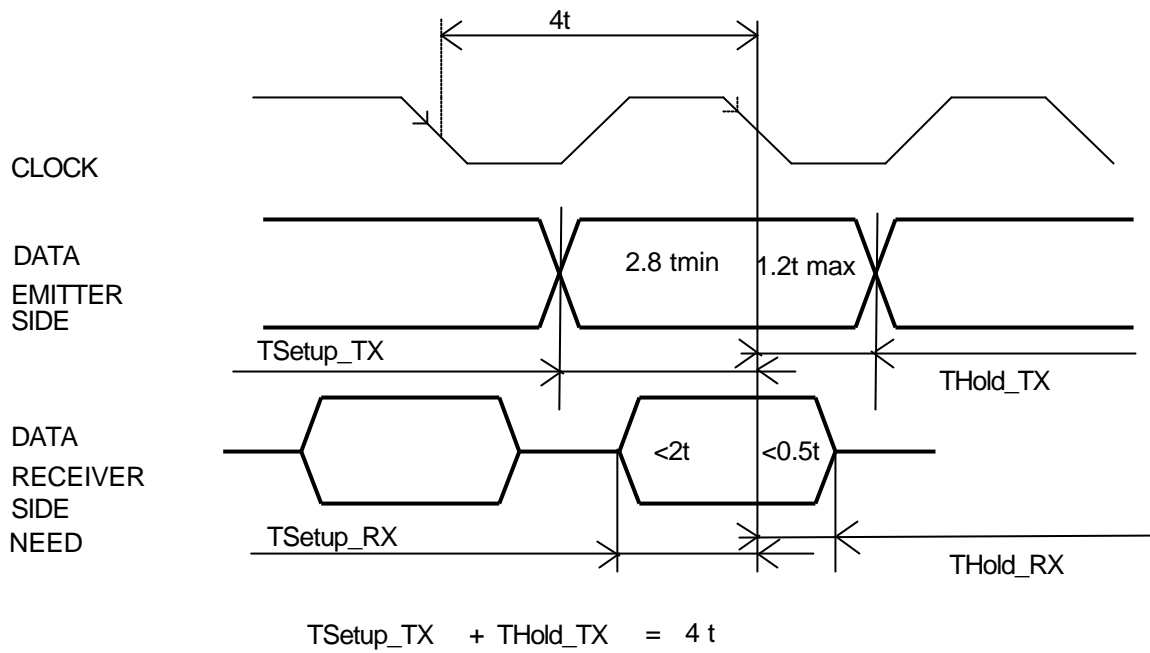 4t
CLOCK
DATA
EMITTER
SIDE
2.8 tmin
1.2t max
TSetup_TX
THold_TX
DATA
RECEIVER
SIDE
NEED
<2t
<0.5t
TSetup_RX
THold_RX
TSetup_TX + THold_TX = 4 t